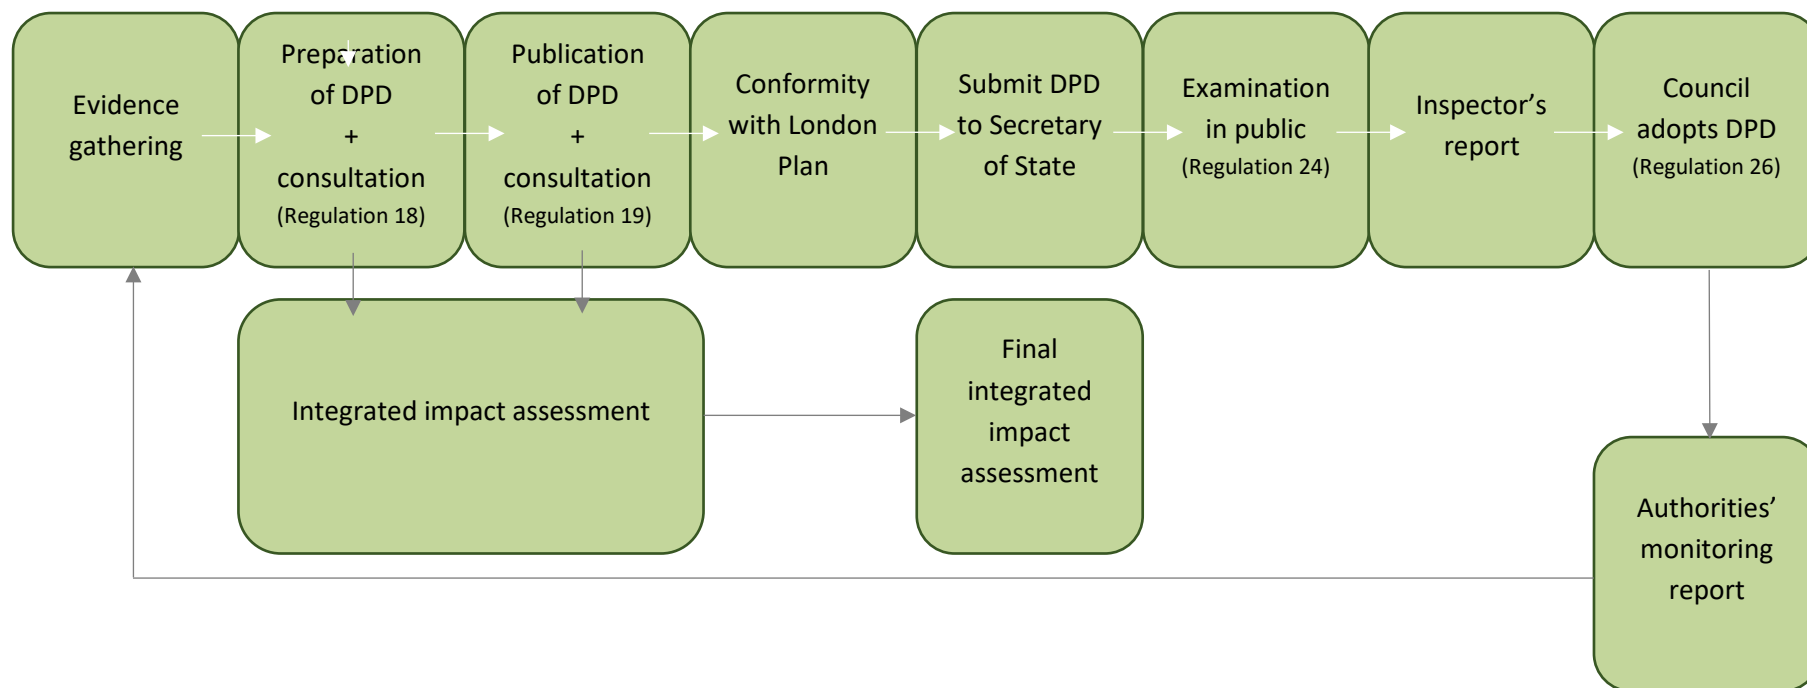 Evidence
gathering
Preparation
of DPD
+
consultation
(Regulation 18)
Publication
of DPD
+
consultation
(Regulation 19)
Conformity
with London
Plan
Submit DPD
to Secretary
of State
Examination
in public
(Regulation 24)
Inspector’s
report
Council
adopts DPD
(Regulation 26)
Integrated impact assessment
Final
integrated
impact
assessment
Authorities’
monitoring
report